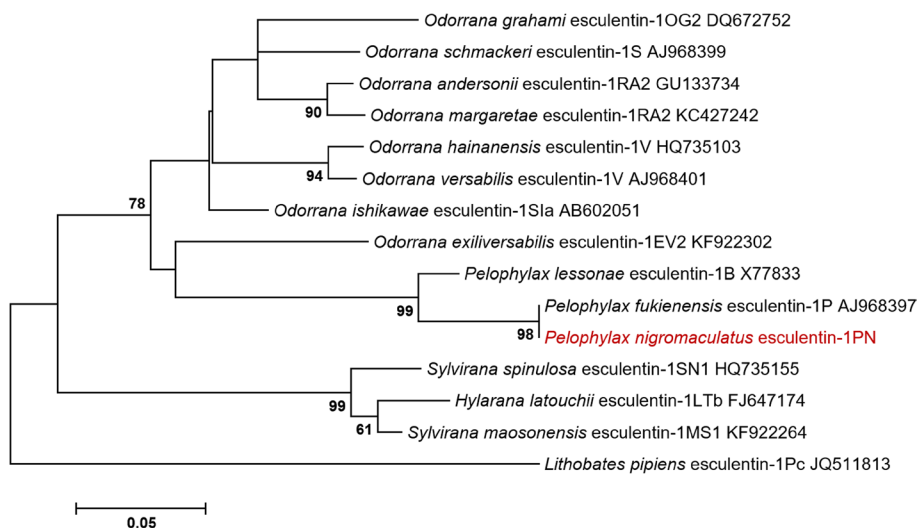 Odorrana grahami esculentin-1OG2 DQ672752
Odorrana schmackeri esculentin-1S AJ968399
Odorrana andersonii esculentin-1RA2 GU133734
90
Odorrana margaretae esculentin-1RA2 KC427242
Odorrana hainanensis esculentin-1V HQ735103
94
Odorrana versabilis esculentin-1V AJ968401
78
Odorrana ishikawae esculentin-1SIa AB602051
Odorrana exiliversabilis esculentin-1EV2 KF922302
Pelophylax lessonae esculentin-1B X77833
99
Pelophylax fukienensis esculentin-1P AJ968397
98
Pelophylax nigromaculatus esculentin-1PN
Sylvirana spinulosa esculentin-1SN1 HQ735155
99
Hylarana latouchii esculentin-1LTb FJ647174
61
Sylvirana maosonensis esculentin-1MS1 KF922264
Lithobates pipiens esculentin-1Pc JQ511813
0.05